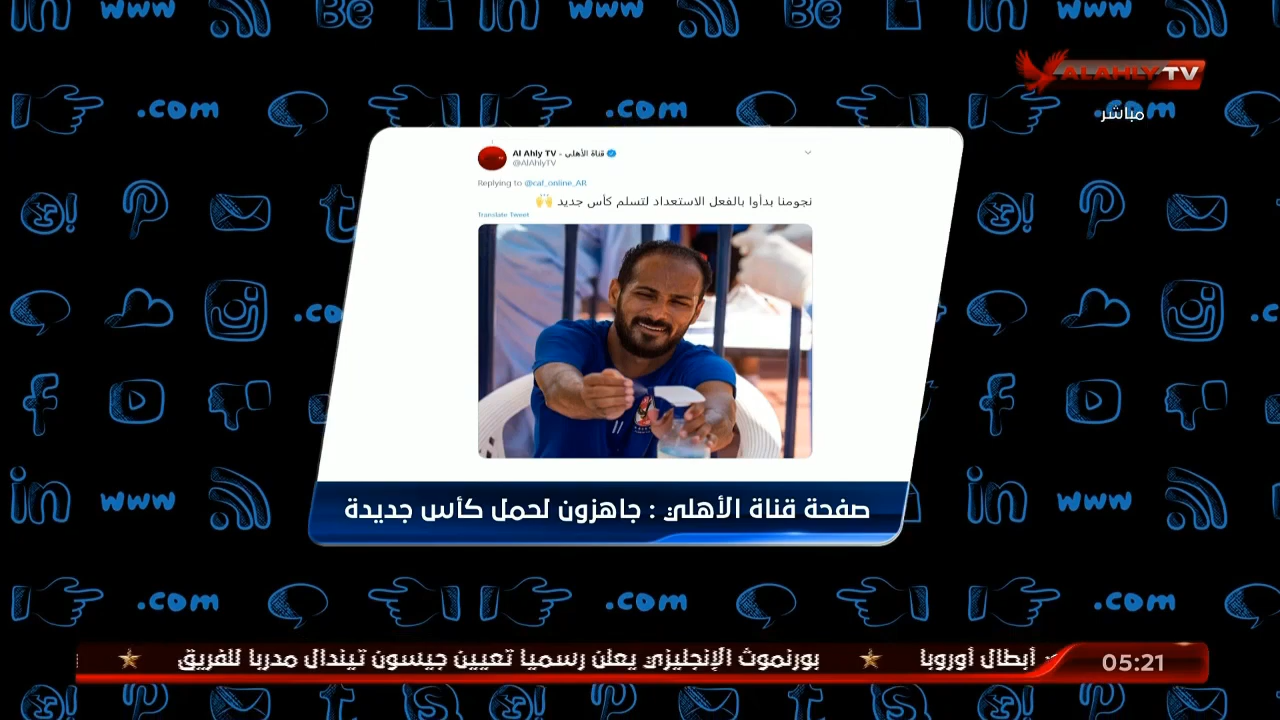 ALAHLY TV
مباشر
Al Ahly TV - قناة الأهلى
@AlAhlyTV
Replying to @caf_online_AR
نجومنا بدأوا بالفعل الاستعداد لتسلم كأس جديد 🙌
Translate Tweet
صفحة قناة الأهلي : جاهزون لحمل كأس جديدة
أبطال أوروبا ★ بورنموث الإنجليزي يعلن رسميا تعيين جيسون تيندال مدربا للفريق ★
05:21